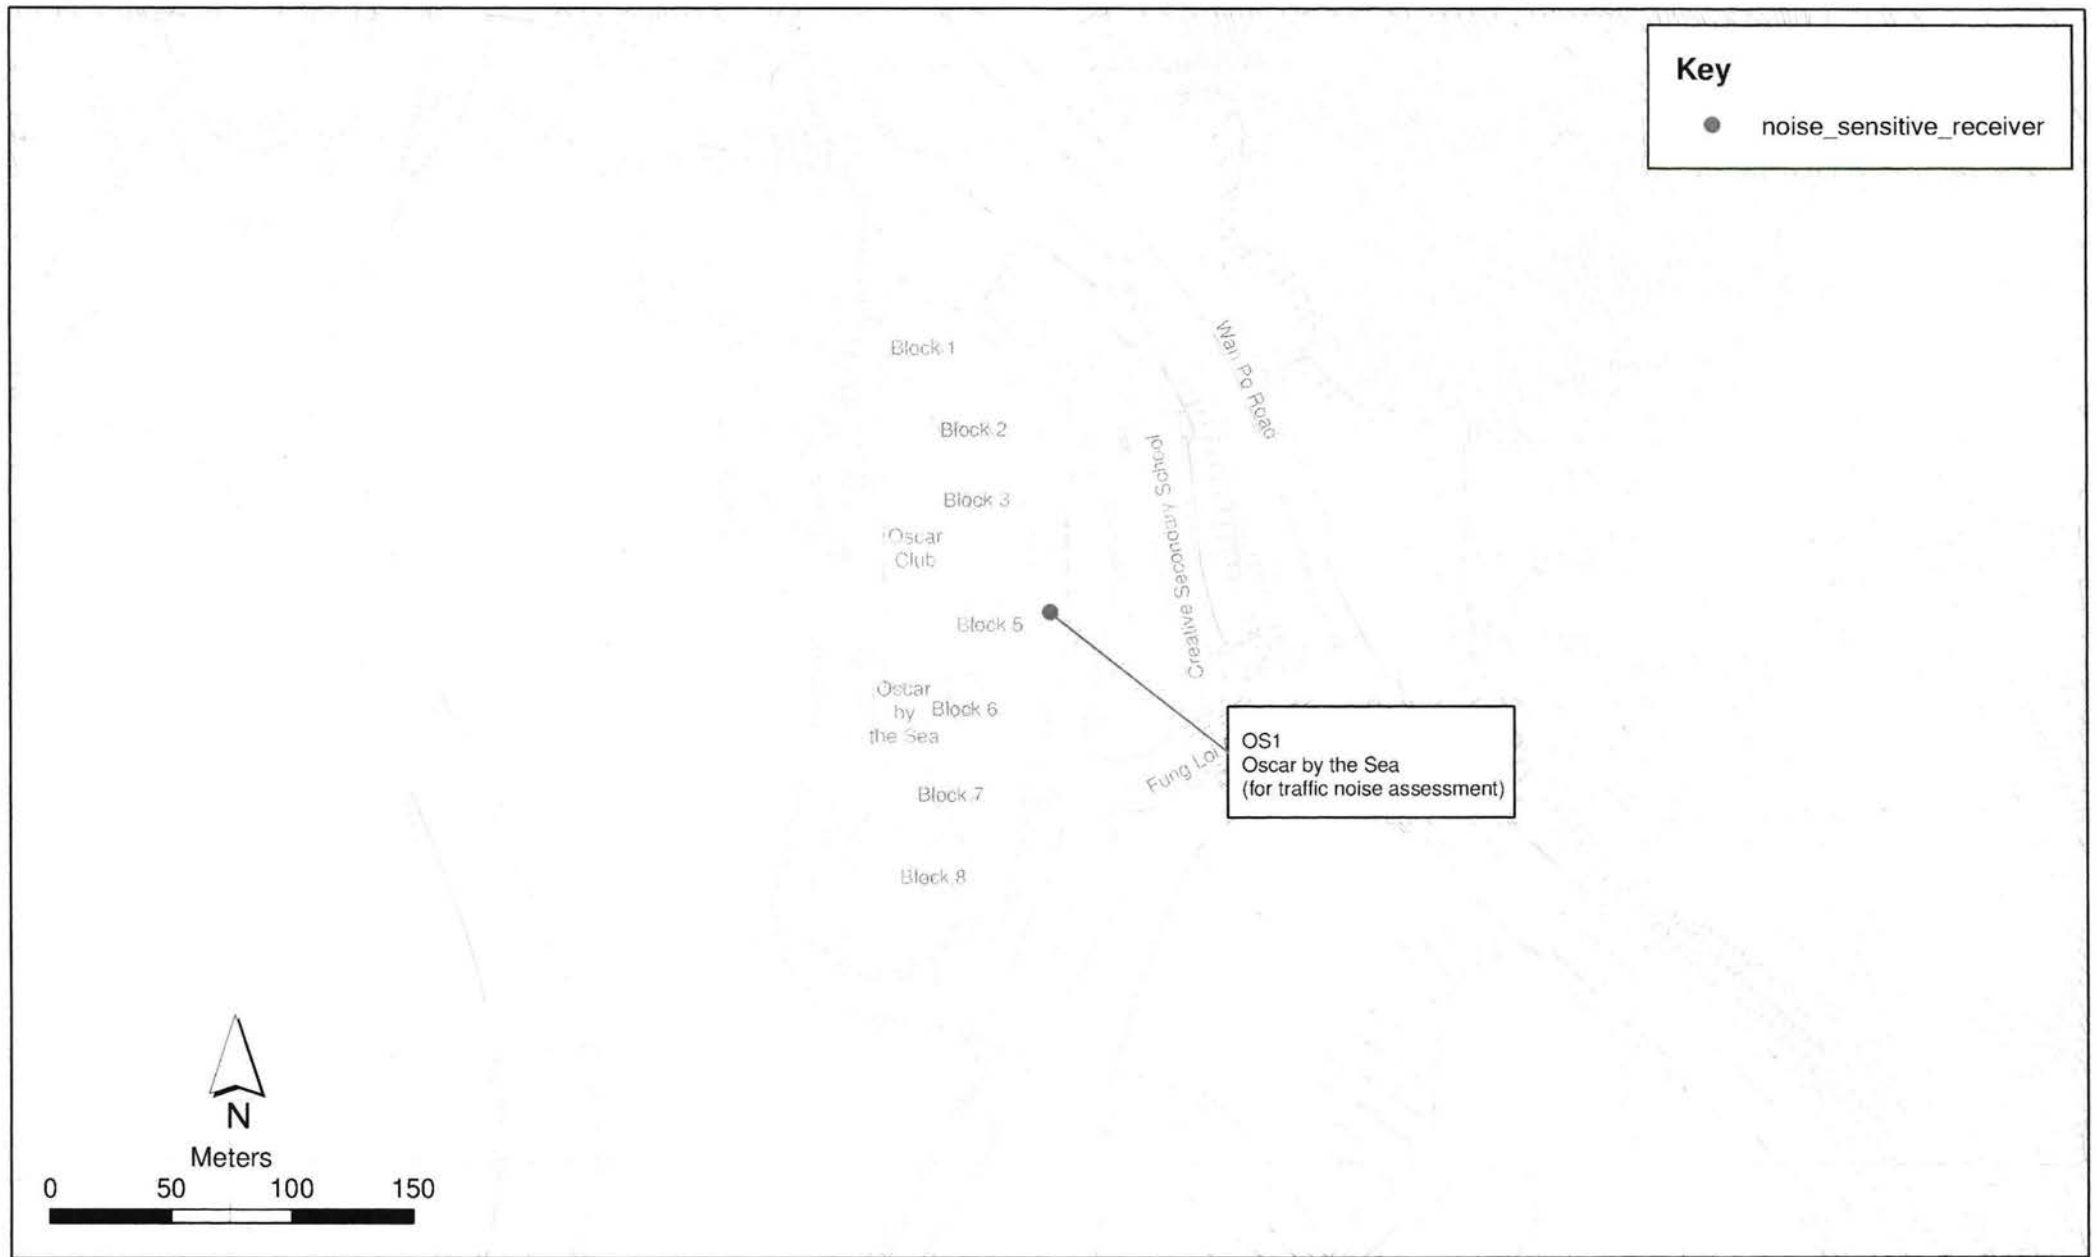 Key
noise_sensitive_receiver
Block 1
Wan Po Road
Block 2
Creative Secondary School
Block 3
Oscar
Club
Block 5
Oscar
by
the Sea
Block 6
Fung Loi
OS1
Oscar by the Sea
(for traffic noise assessment)
Block 7
Block 8
N
Meters
0 50 100 150